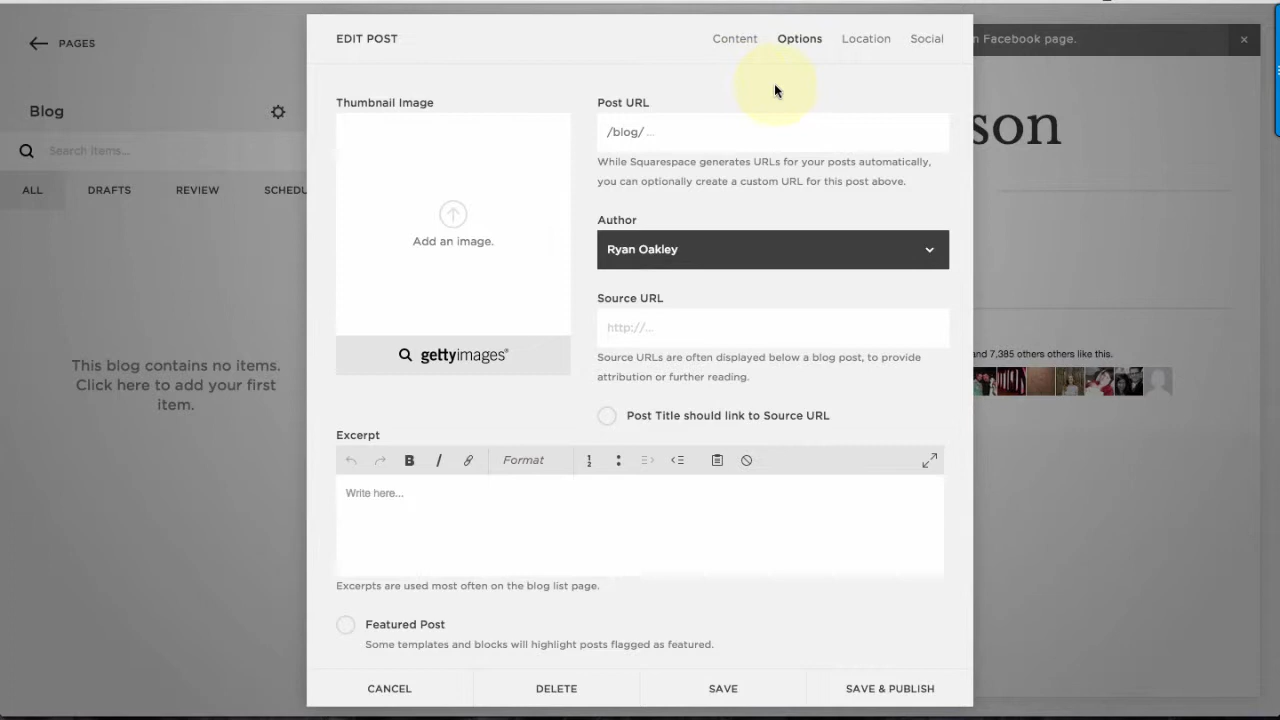 PAGES
Blog
Search items...
ALL DRAFTS REVIEW SCHEDU
This blog contains no items.
Click here to add your first
item.
EDIT POST
Content Options Location Social
Thumbnail Image
Add an image.
gettyimages®
Post URL
/blog/ ...
While Squarespace generates URLs for your posts automatically,
you can optionally create a custom URL for this post above.
Author
Ryan Oakley
Source URL
http://...
Source URLs are often displayed below a blog post, to provide
attribution or further reading.
Post Title should link to Source URL
Excerpt
B I Format
Write here...
Excerpts are used most often on the blog list page.
Featured Post
Some templates and blocks will highlight posts flagged as featured.
CANCEL DELETE SAVE SAVE & PUBLISH
n Facebook page. ×
son
and 7,385 others others like this.